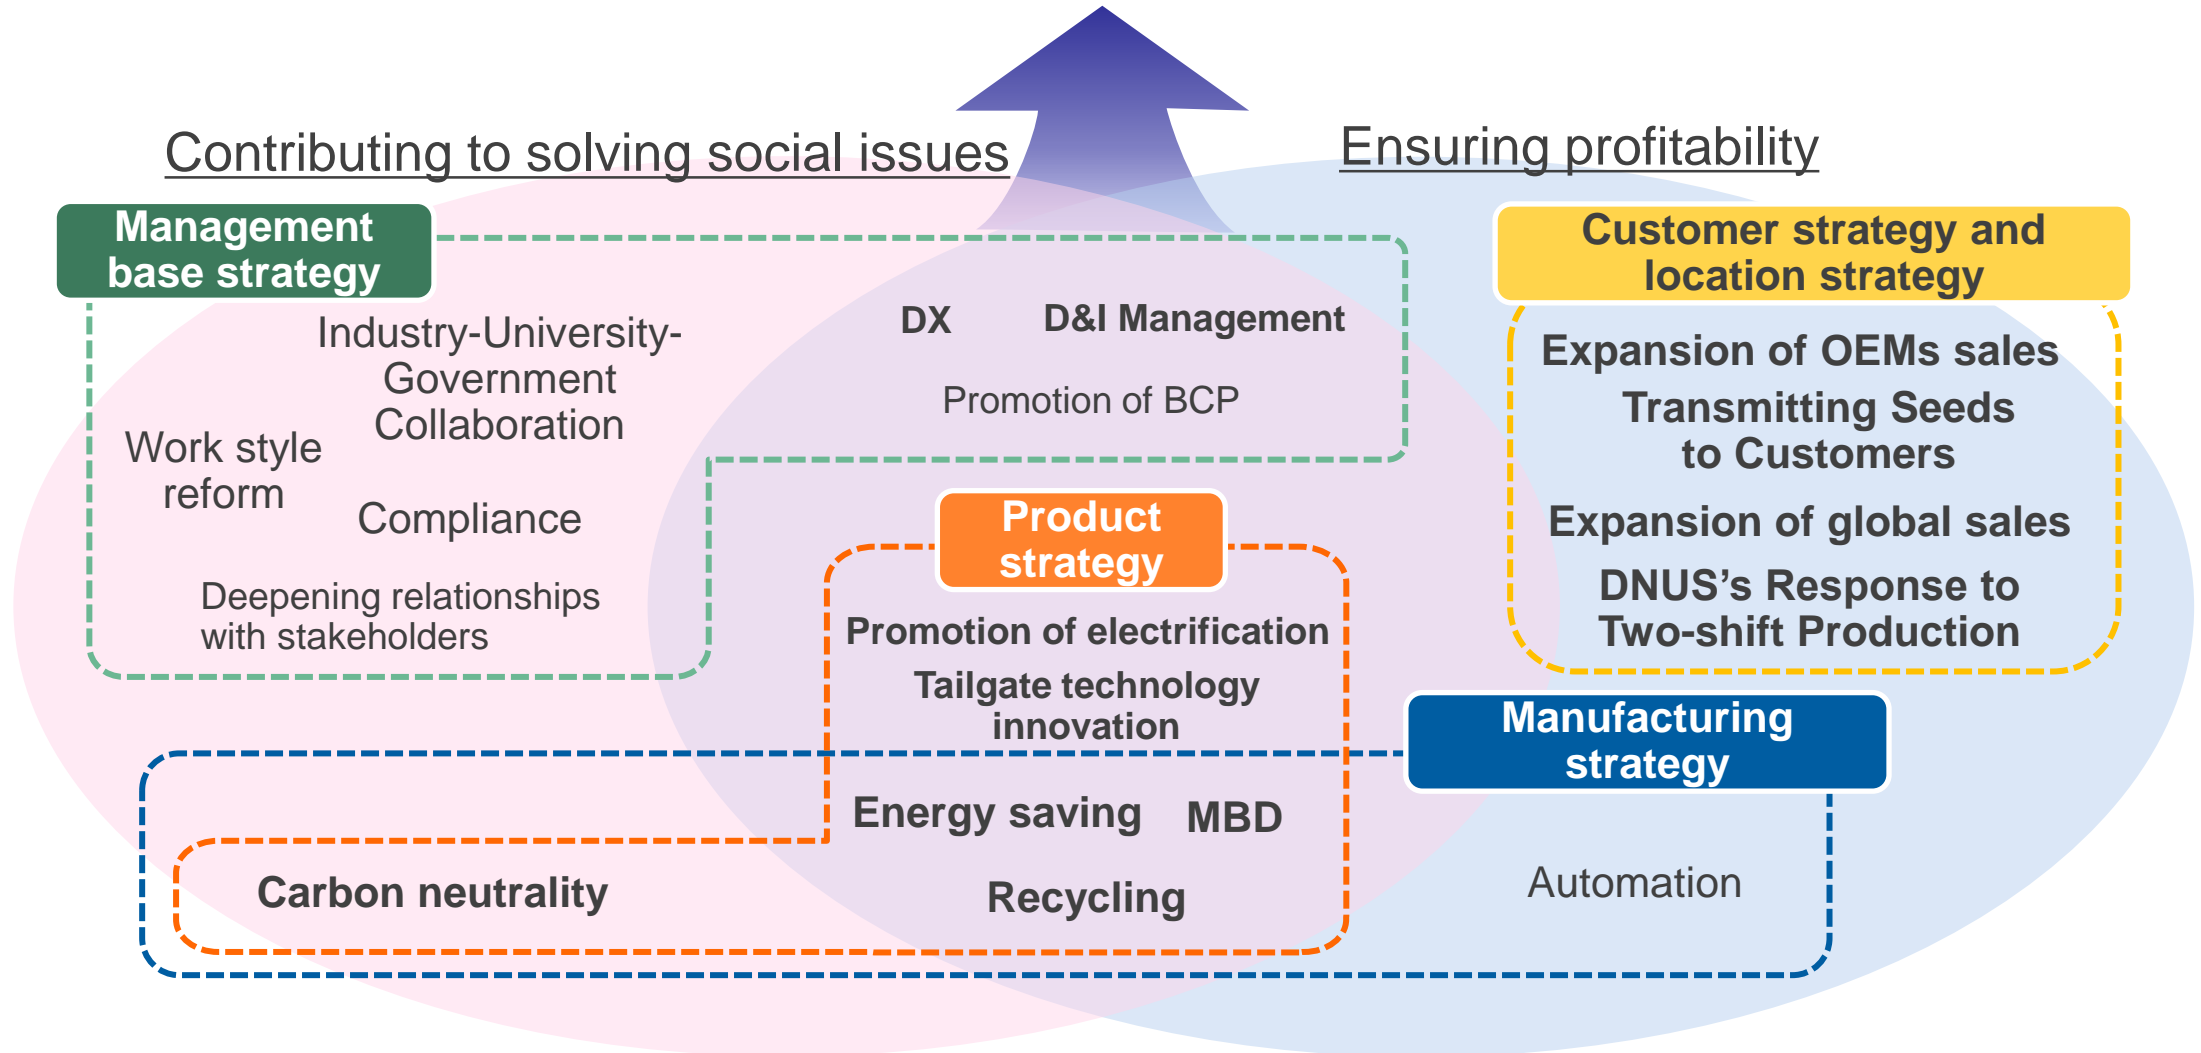 Contributing to solving social issues
Ensuring profitability
Management
base strategy
Industry-University-
Government
Collaboration
Work style
reform
Compliance
Deepening relationships
with stakeholders
DX
D&I Management
Promotion of BCP
Customer strategy and
location strategy
Expansion of OEMs sales
Transmitting Seeds
to Customers
Expansion of global sales
DNUS’s Response to
Two-shift Production
Product
strategy
Promotion of electrification
Tailgate technology
innovation
Manufacturing
strategy
Energy saving
MBD
Carbon neutrality
Recycling
Automation